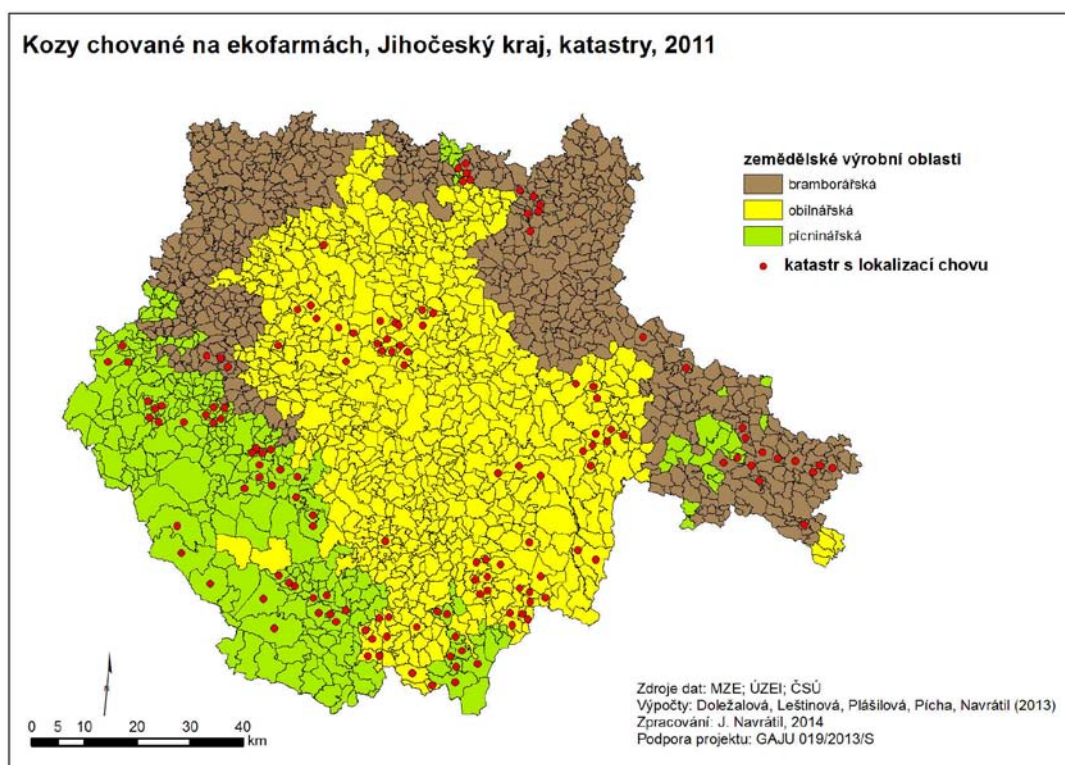 Kozy chované na ekofarmách, Jihočeský kraj, katastry, 2011
zemědělské výrobní oblasti
bramborářská
obilnářská
pícninářská
katastr s lokalizací chovu
Zdroje dat: MZE; ÚZEI; ČSÚ
Výpočty: Doležalová, Leštinová, Plášilová, Pícha, Navrátil (2013)
Zpracování: J. Navrátil, 2014
Podpora projektu: GAJU 019/2013/S
0 5 10 20 30 40
km